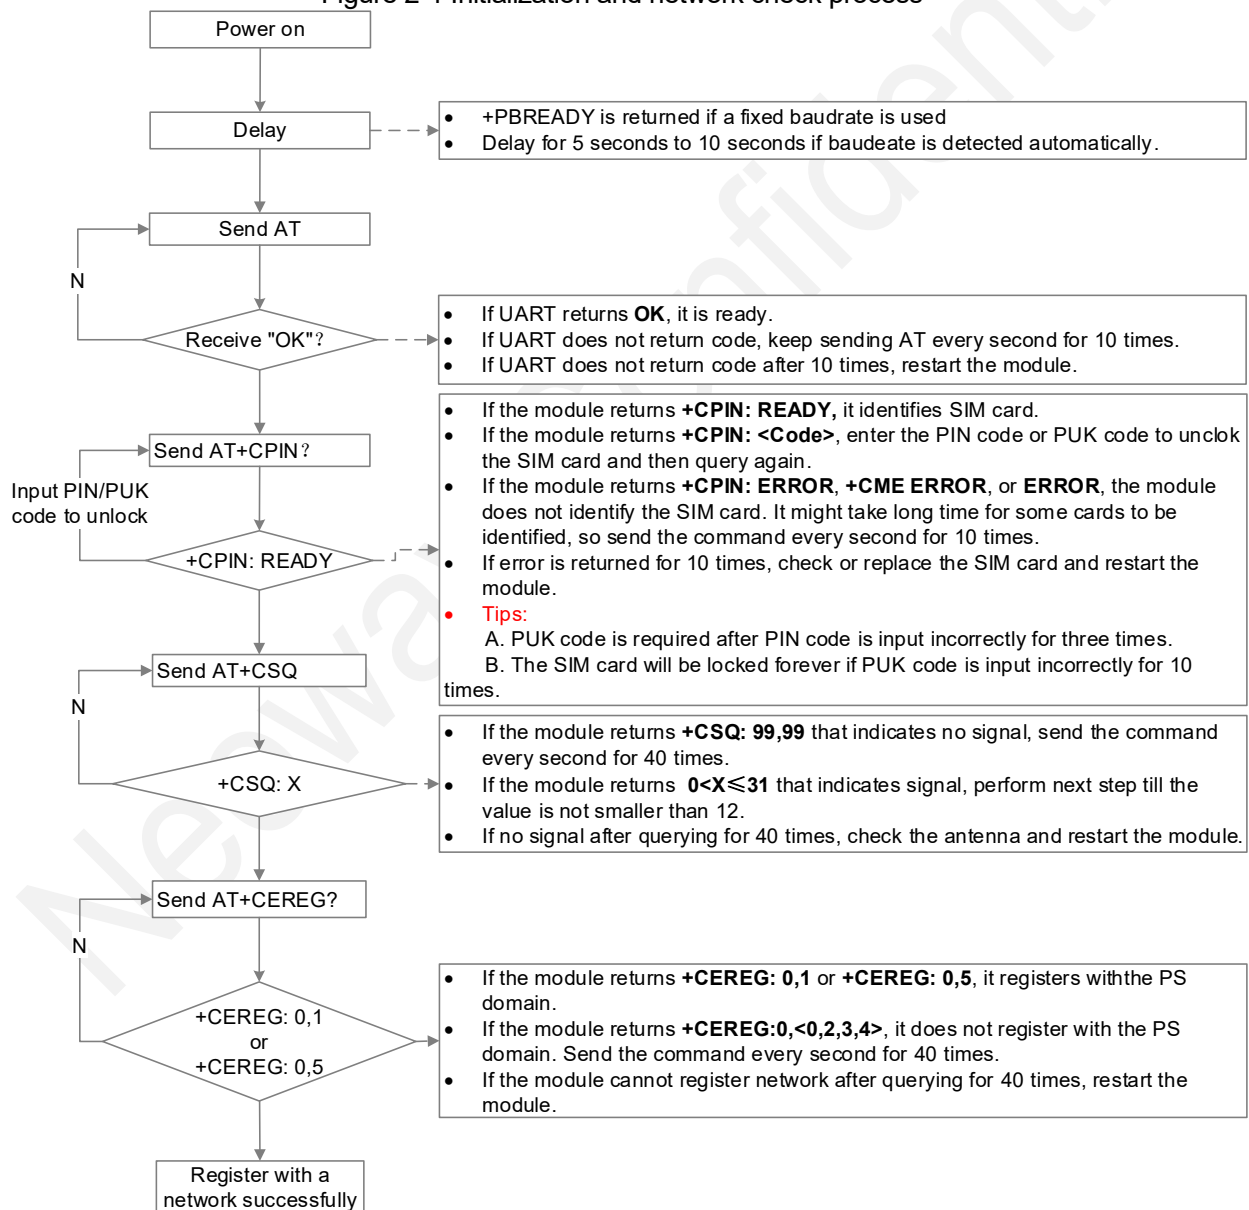 Figure 2-1 Initialization and network check process
Power on
Delay
• +PBREADY is returned if a fixed baudrate is used
• Delay for 5 seconds to 10 seconds if baudeate is detected automatically.
Send AT
N
Receive "OK"?
• If UART returns OK, it is ready.
• If UART does not return code, keep sending AT every second for 10 times.
• If UART does not return code after 10 times, restart the module.
Send AT+CPIN?
Input PIN/PUK
code to unlock
+CPIN: READY
• If the module returns +CPIN: READY, it identifies SIM card.
• If the module returns +CPIN: <Code>, enter the PIN code or PUK code to unclok
the SIM card and then query again.
• If the module returns +CPIN: ERROR, +CME ERROR, or ERROR, the module
does not identify the SIM card. It might take long time for some cards to be
identified, so send the command every second for 10 times.
• If error is returned for 10 times, check or replace the SIM card and restart the
module.
• Tips:
A. PUK code is required after PIN code is input incorrectly for three times.
B. The SIM card will be locked forever if PUK code is input incorrectly for 10
times.
Send AT+CSQ
N
+CSQ: X
• If the module returns +CSQ: 99,99 that indicates no signal, send the command
every second for 40 times.
• If the module returns 0<X≤31 that indicates signal, perform next step till the
value is not smaller than 12.
• If no signal after querying for 40 times, check the antenna and restart the module.
Send AT+CEREG?
N
+CEREG: 0,1
or
+CEREG: 0,5
• If the module returns +CEREG: 0,1 or +CEREG: 0,5, it registers withthe PS
domain.
• If the module returns +CEREG:0,<0,2,3,4>, it does not register with the PS
domain. Send the command every second for 40 times.
• If the module cannot register network after querying for 40 times, restart the
module.
Register with a
network successfully